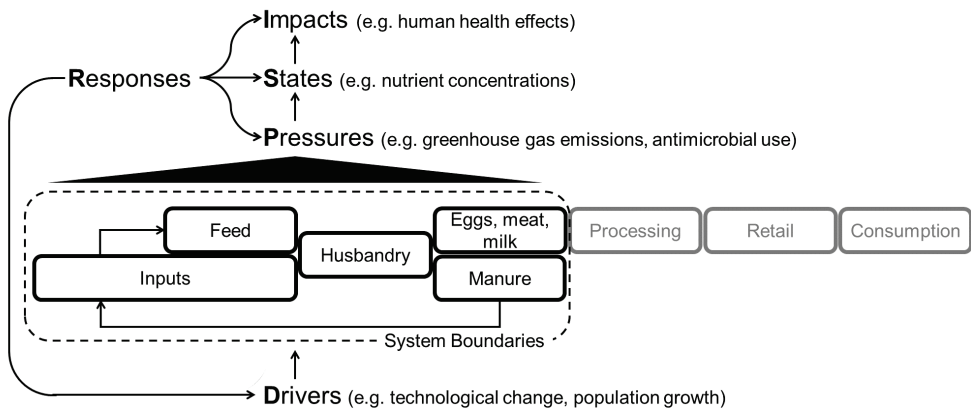 Impacts (e.g. human health effects)
Responses
States (e.g. nutrient concentrations)
Pressures (e.g. greenhouse gas emissions, antimicrobial use)
Feed
Eggs, meat,
milk
Processing
Retail
Consumption
Husbandry
Inputs
Manure
System Boundaries
Drivers (e.g. technological change, population growth)